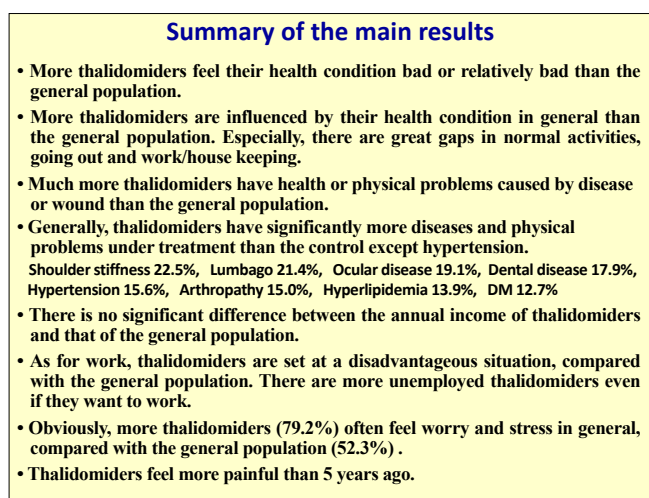 Summary of the main results
• More thalidomiders feel their health condition bad or relatively bad than the
general population.
• More thalidomiders are influenced by their health condition in general than
the general population. Especially, there are great gaps in normal activities,
going out and work/house keeping.
• Much more thalidomiders have health or physical problems caused by disease
or wound than the general population.
• Generally, thalidomiders have significantly more diseases and physical
problems under treatment than the control except hypertension.
Shoulder stiffness 22.5%, Lumbago 21.4%, Ocular disease 19.1%, Dental disease 17.9%,
Hypertension 15.6%, Arthropathy 15.0%, Hyperlipidemia 13.9%, DM 12.7%
• There is no significant difference between the annual income of thalidomiders
and that of the general population.
• As for work, thalidomiders are set at a disadvantageous situation, compared
with the general population. There are more unemployed thalidomiders even
if they want to work.
• Obviously, more thalidomiders (79.2%) often feel worry and stress in general,
compared with the general population (52.3%) .
• Thalidomiders feel more painful than 5 years ago.